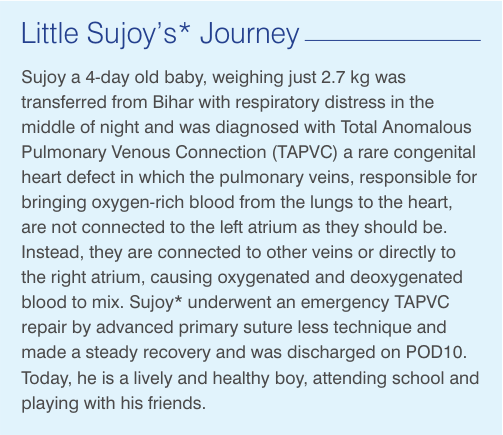 Little Sujoy's* Journey
Sujoy a 4-day old baby, weighing just 2.7 kg was
transferred from Bihar with respiratory distress in the
middle of night and was diagnosed with Total Anomalous
Pulmonary Venous Connection (TAPVC) a rare congenital
heart defect in which the pulmonary veins, responsible for
bringing oxygen-rich blood from the lungs to the heart,
are not connected to the left atrium as they should be.
Instead, they are connected to other veins or directly to
the right atrium, causing oxygenated and deoxygenated
blood to mix. Sujoy* underwent an emergency TAPVC
repair by advanced primary suture less technique and
made a steady recovery and was discharged on POD10.
Today, he is a lively and healthy boy, attending school and
playing with his friends.